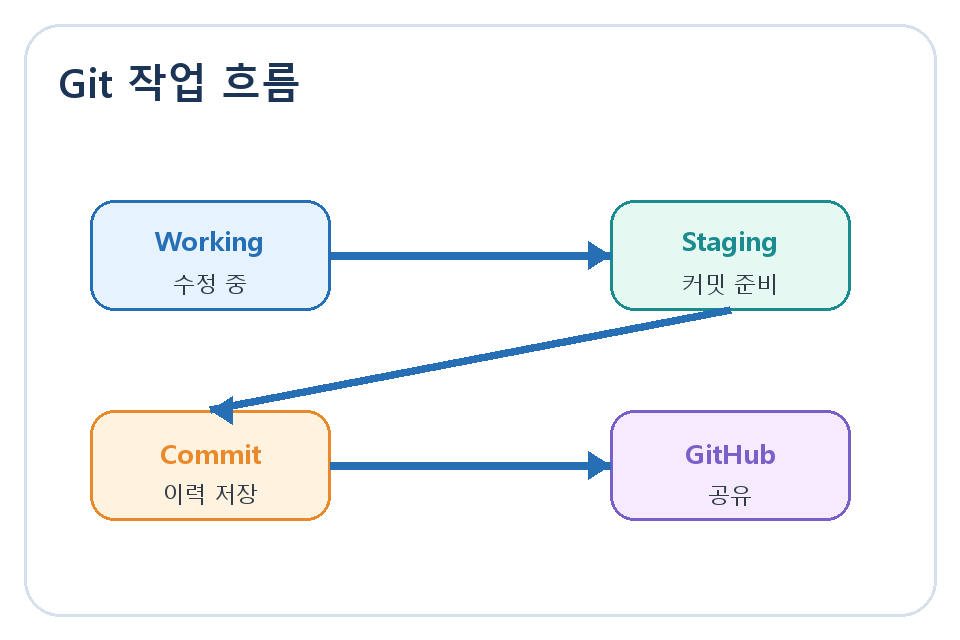 Git 작업 흐름
Working
수정 중
Staging
커밋 준비
Commit
이력 저장
GitHub
공유